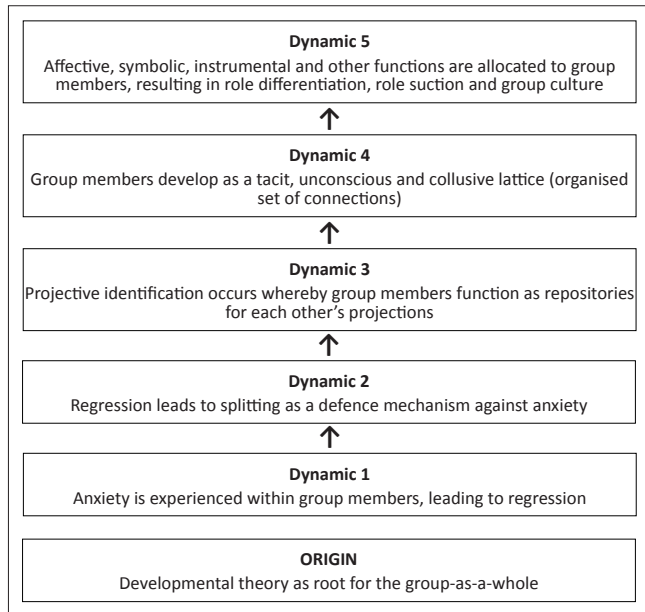 Dynamic 5
Affective, symbolic, instrumental and other functions are allocated to group
members, resulting in role differentiation, role suction and group culture
Dynamic 4
Group members develop as a tacit, unconscious and collusive lattice (organised
set of connections)
Dynamic 3
Projective identification occurs whereby group members function as repositories
for each other's projections
Dynamic 2
Regression leads to splitting as a defence mechanism against anxiety
Dynamic 1
Anxiety is experienced within group members, leading to regression
ORIGIN
Developmental theory as root for the group-as-a-whole